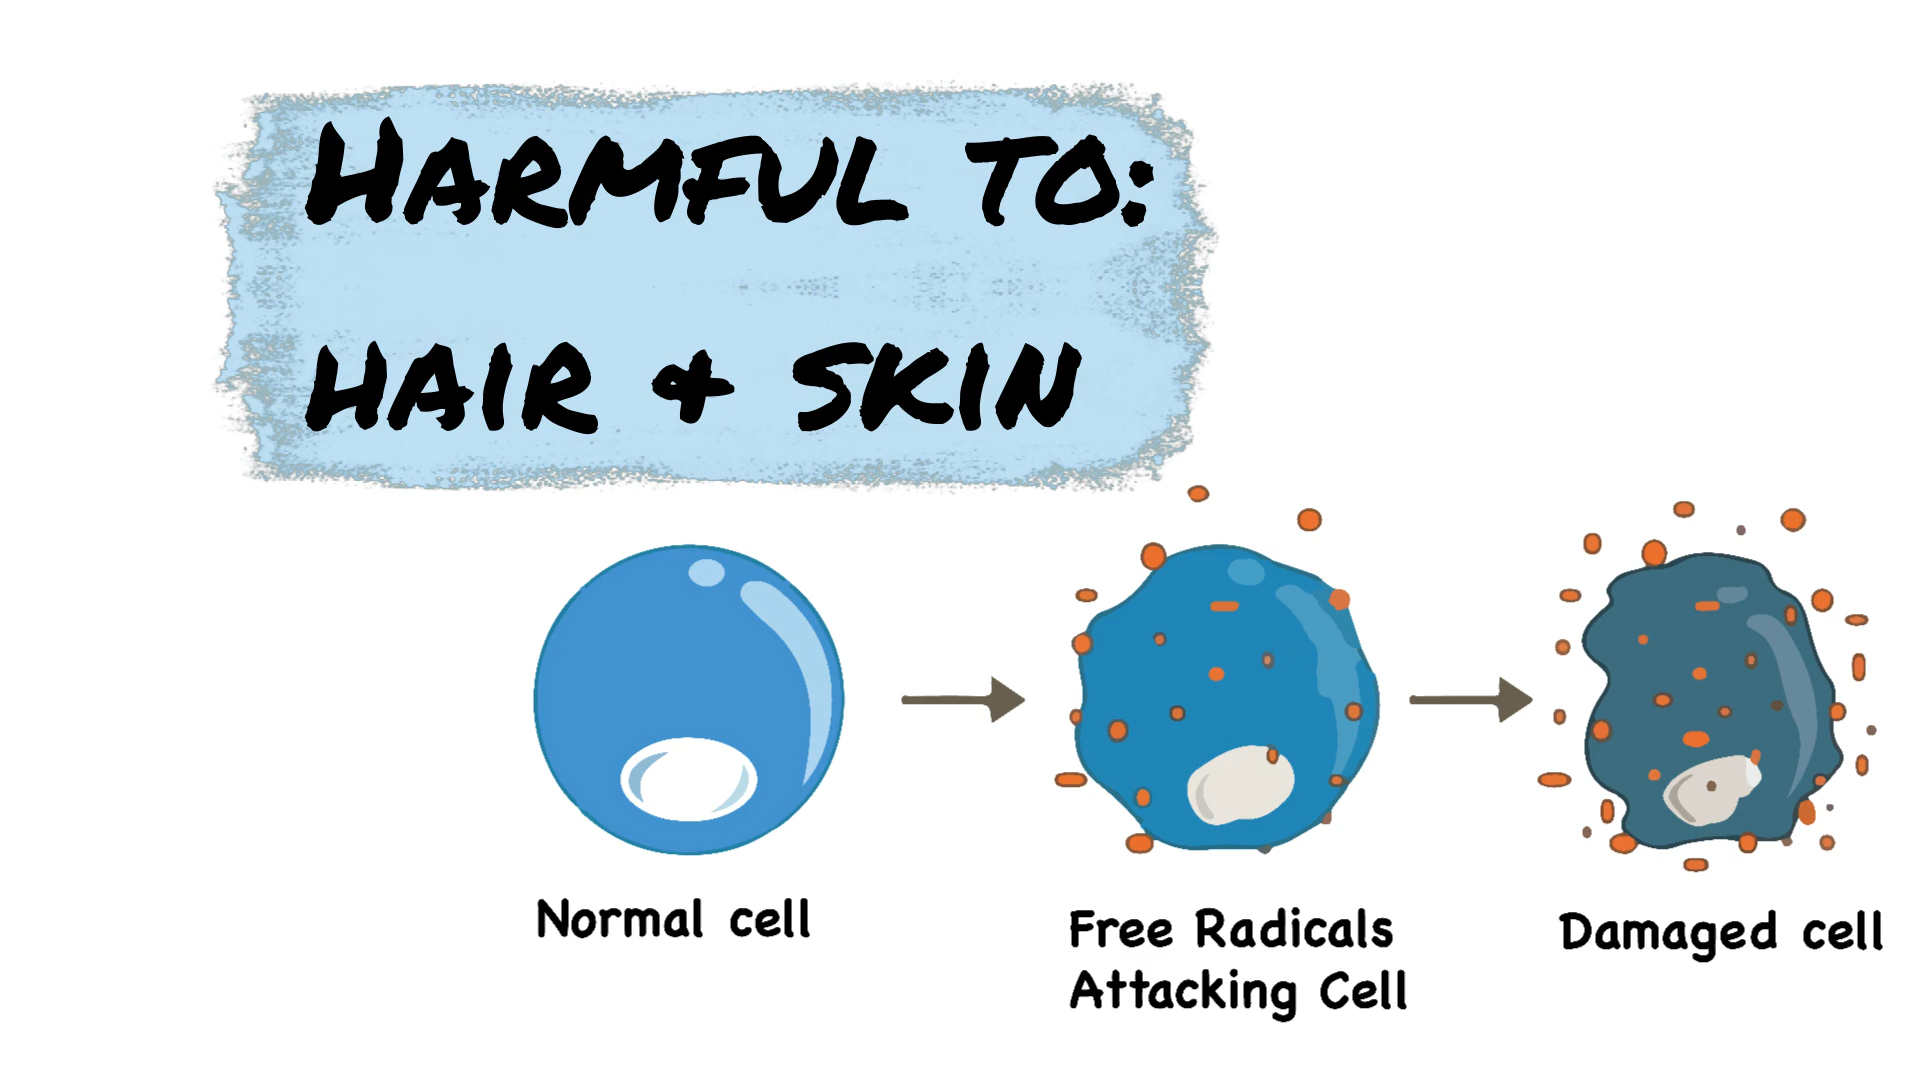 HARMFUL TO:
HAIR & SKIN
Normal cell
Free Radicals
Attacking Cell
Damaged cell